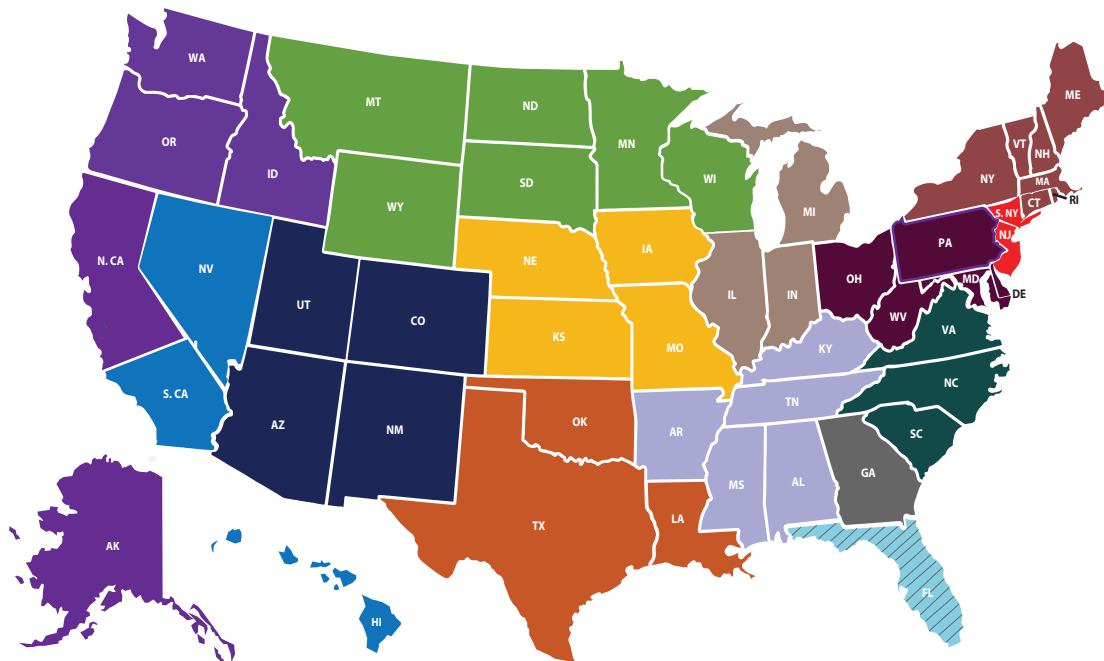 WA
MT
ND
MN
OR
ID
SD
WY
WI
MI
ME
VT
NH
NY
MA
CT
RI
S. NY
NJ
PA
N. CA
NV
NE
IA
UT
CO
IL
IN
OH
MD
DE
WV
KS
MO
KY
VA
S. CA
NC
TN
AZ
NM
OK
AR
SC
MS
AL
GA
TX
LA
AK
FL
HI